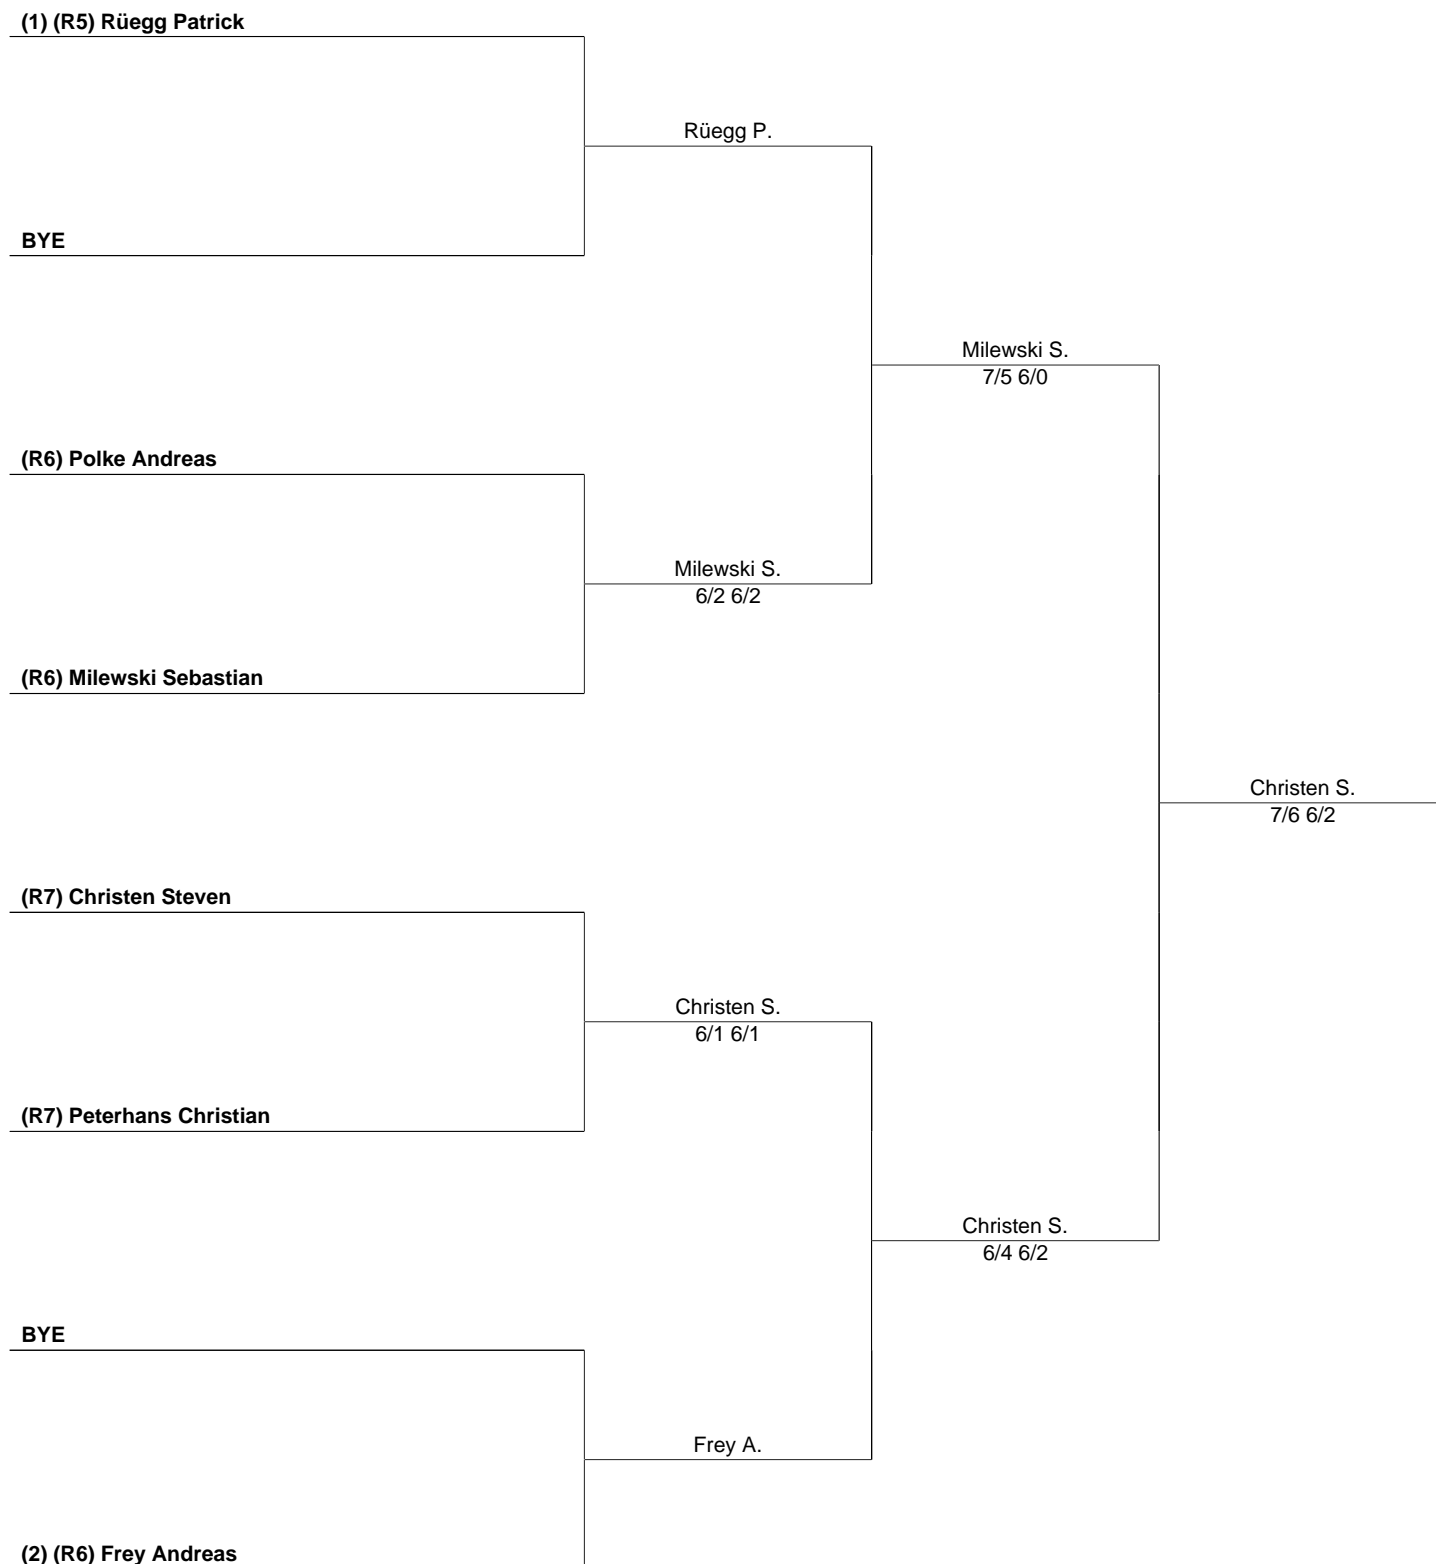 (1) (R5) Rüegg Patrick
Rüegg P.
BYE
Milewski S.
7/5 6/0
(R6) Polke Andreas
Milewski S.
6/2 6/2
(R6) Milewski Sebastian
Christen S.
7/6 6/2
(R7) Christen Steven
Christen S.
6/1 6/1
(R7) Peterhans Christian
Christen S.
6/4 6/2
BYE
Frey A.
(2) (R6) Frey Andreas